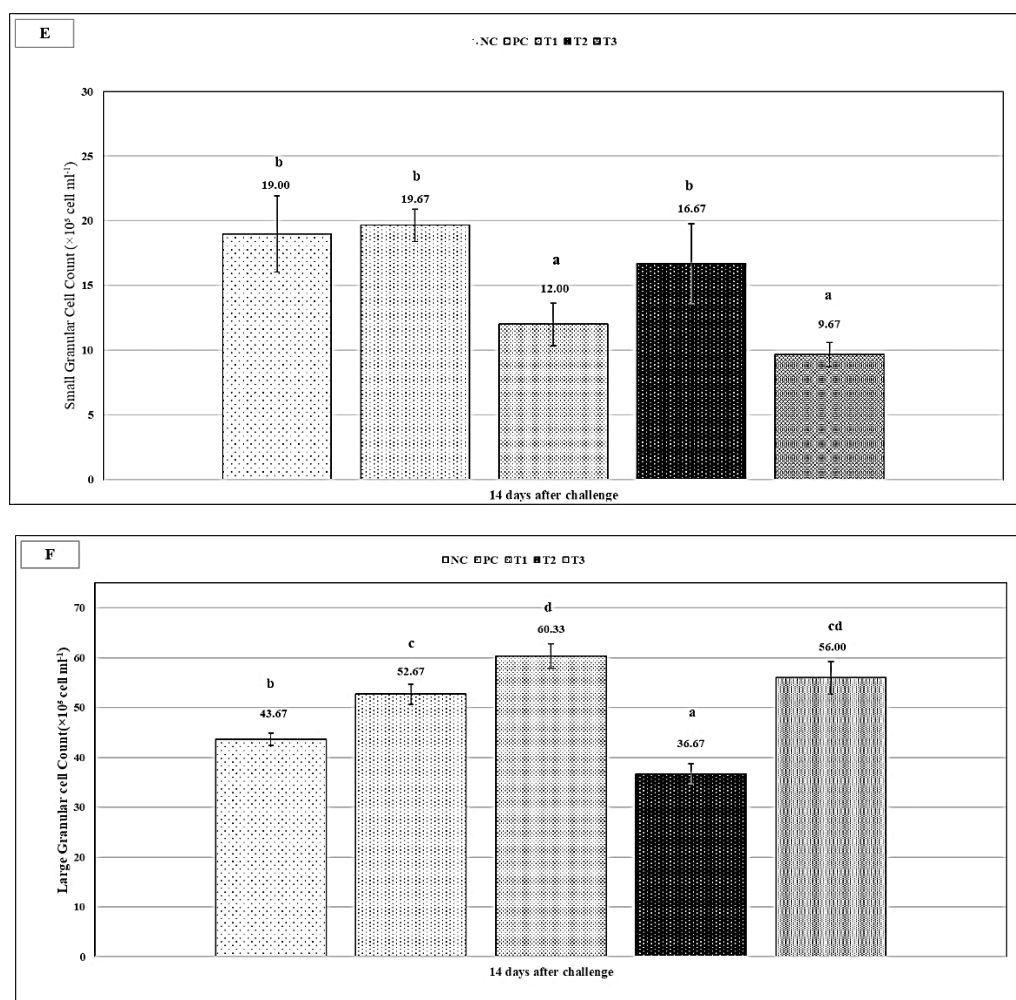 E
NC PC T1 T2 T3
Small Granular Cell Count (×10⁵ cell ml⁻¹)
30
25
20
15
10
5
0
b
19.00
b
19.67
a
12.00
b
16.67
a
9.67
14 days after challenge
F
NC PC T1 T2 T3
Large Granular cell Count(×10⁵ cell ml⁻¹)
70
60
50
40
30
20
10
0
b
43.67
c
52.67
d
60.33
a
36.67
cd
56.00
14 days after challenge